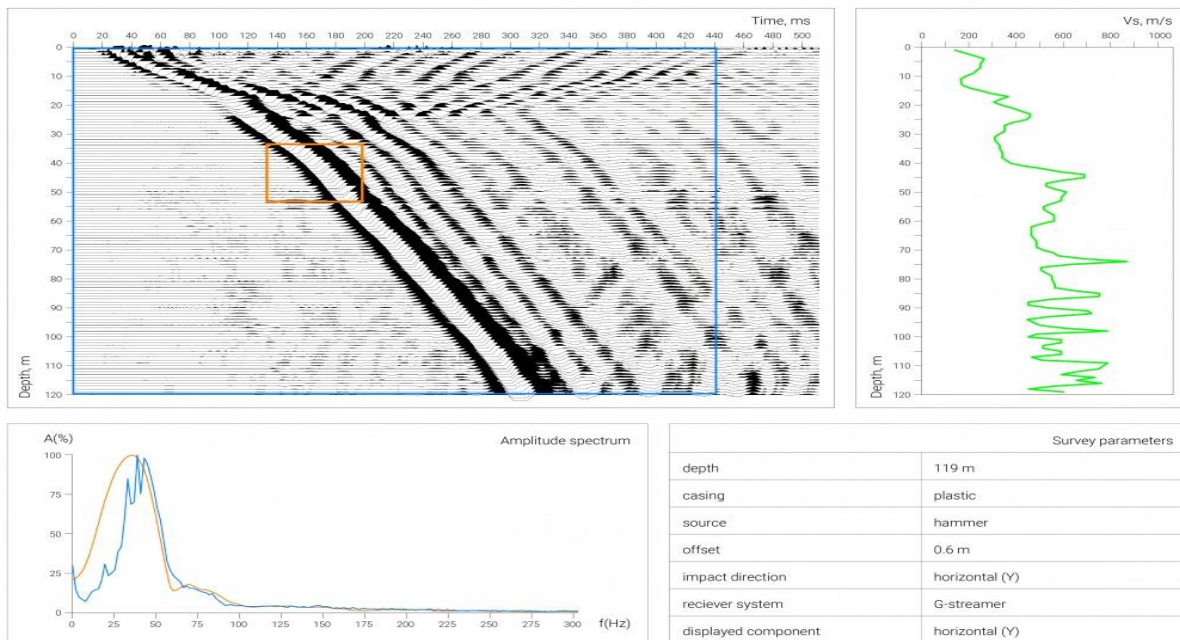 Time, ms
0 20 40 60 80 100 120 140 160 180 200 220 240 260 280 300 320 340 360 380 400 420 440 460 480 500
0
10
20
30
40
50
60
70
80
90
100
110
120
Depth, m
Vs, m/s
0 200 400 600 800 1000
0
10
20
30
40
50
60
70
80
90
100
110
120
Depth, m
A(%)
Amplitude spectrum
100
75
50
25
0
0 25 50 75 100 125 150 175 200 225 250 275 300 f(Hz)
Survey parameters
depth 119 m
casing plastic
source hammer
offset 0.6 m
impact direction horizontal (Y)
reciever system G-streamer
displayed component horizontal (Y)